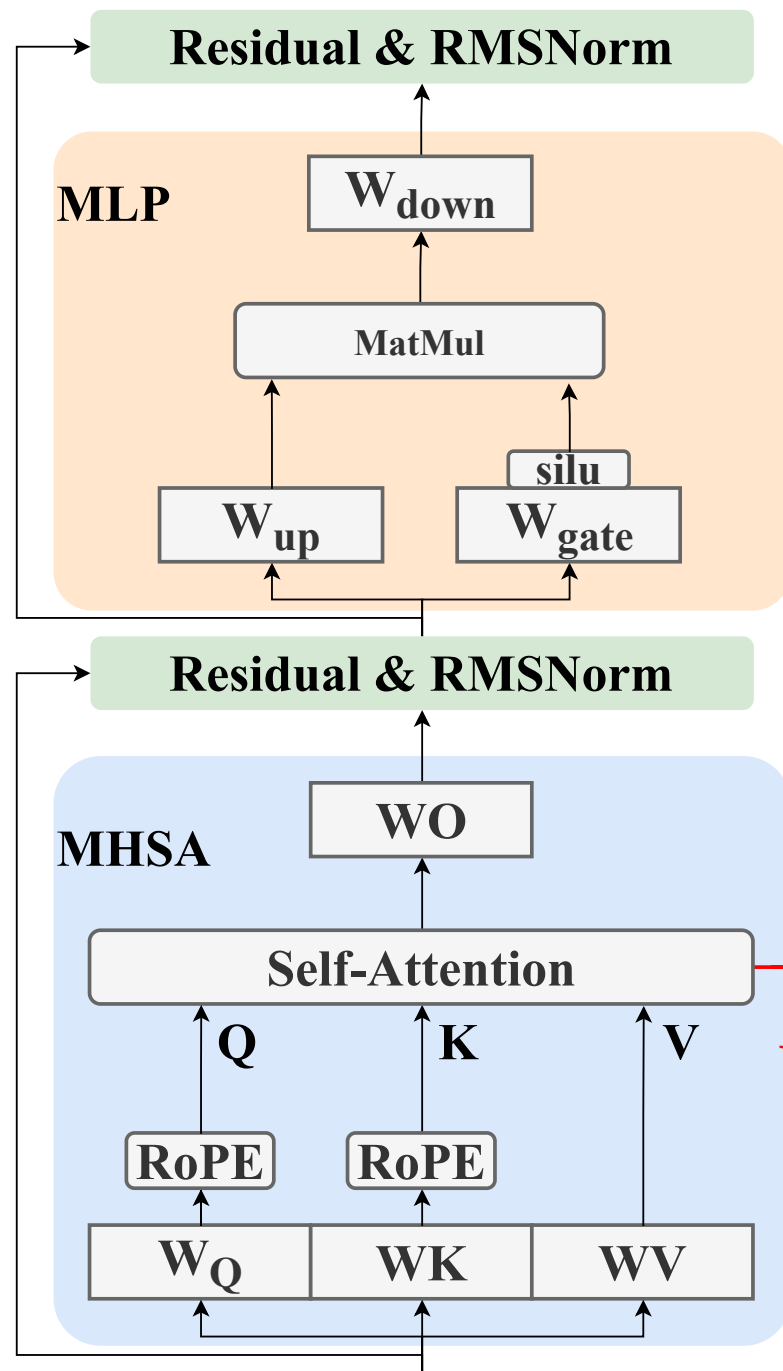 Residual & RMSNorm
MLP
W_down
MatMul
silu
W_up
W_gate
Residual & RMSNorm
MHSA
WO
Self-Attention
Q K V
RoPE RoPE
W_Q WK WV